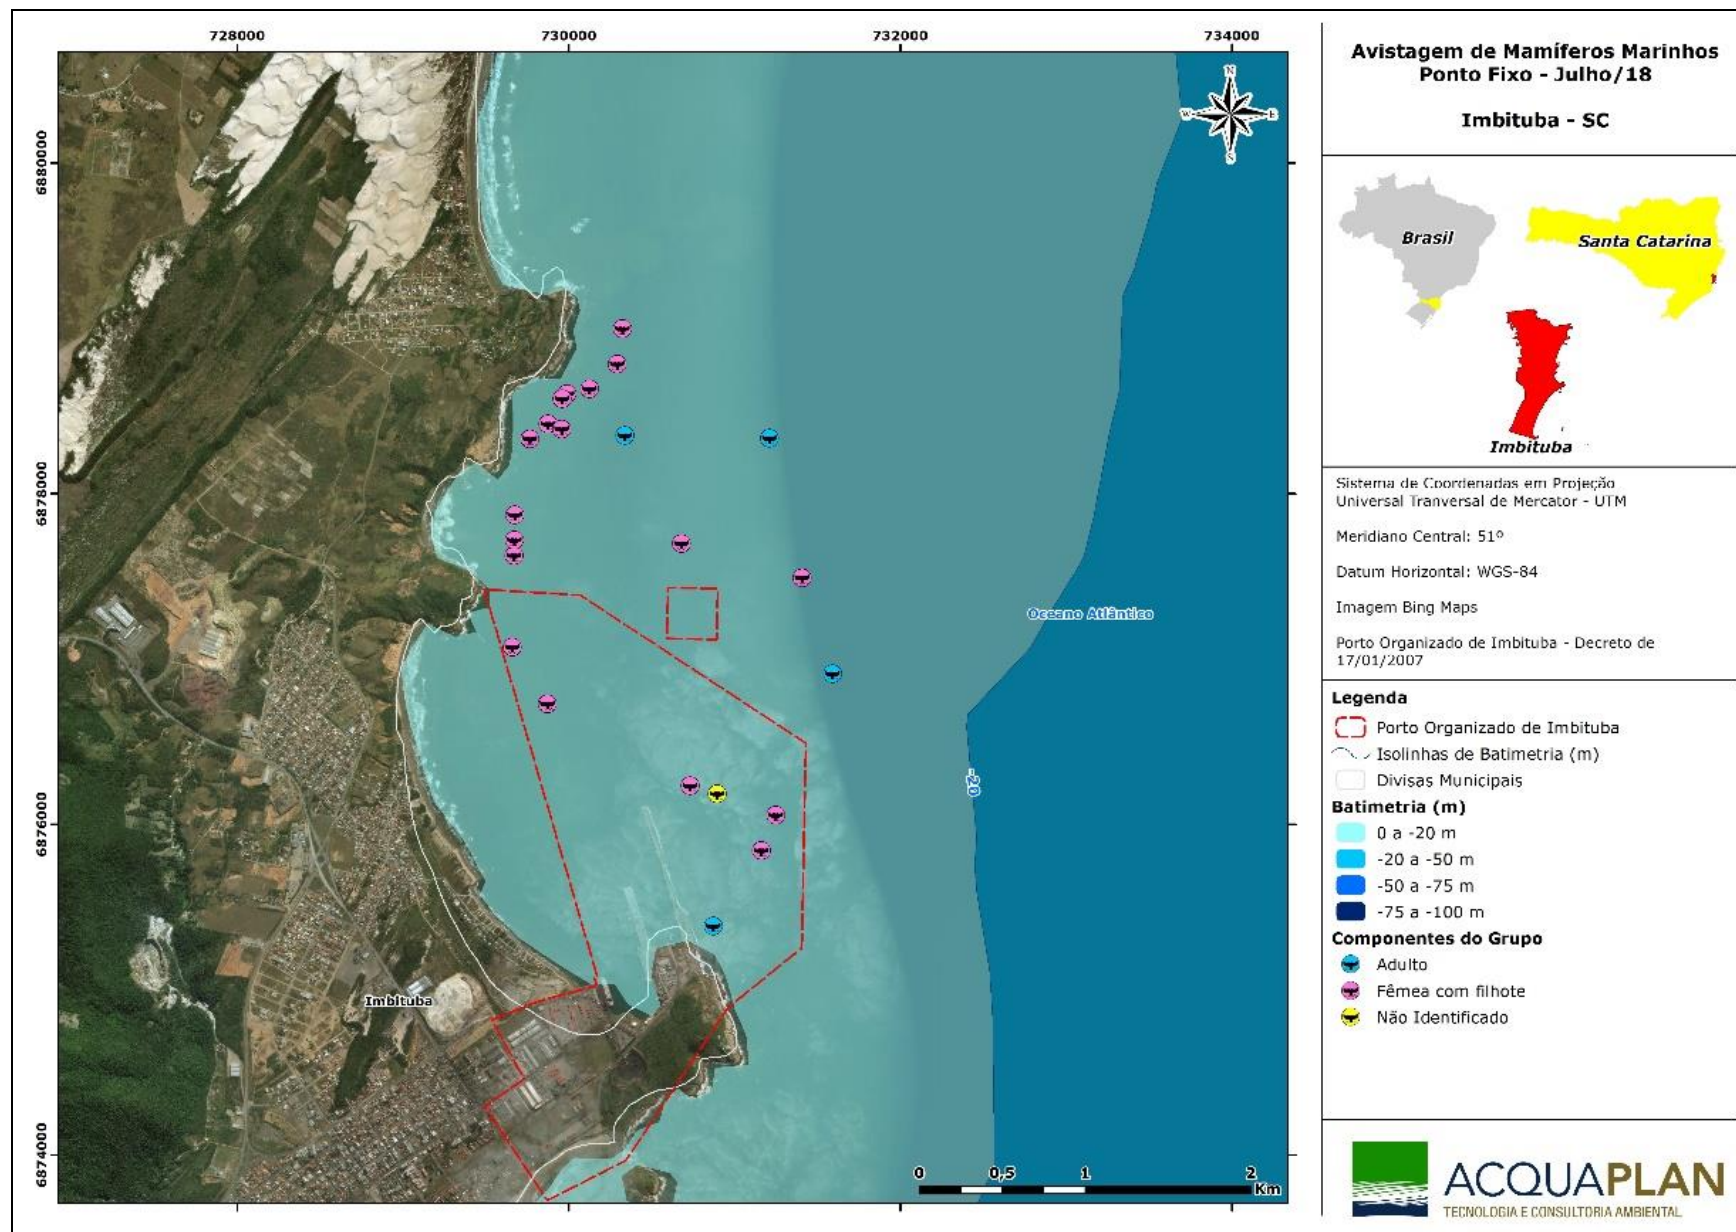 728000
730000
732000
734000
6880000
6878000
6876000
6874000
N
W
E
S
Oceano Atlântico
-20
Imbituba
0
0,5
1
2
Km
Avistagem de Mamíferos Marinhos
Ponto Fixo - Julho/18
Imbituba - SC
Brasil
Santa Catarina
Imbituba
Sistema de Coordenadas em Projeção
Universal Tranversal de Mercator - UTM
Meridiano Central: 51º
Datum Horizontal: WGS-84
Imagem Bing Maps
Porto Organizado de Imbituba - Decreto de
17/01/2007
Legenda
Porto Organizado de Imbituba
Isolinhas de Batimetria (m)
Divisas Municipais
Batimetria (m)
0 a -20 m
-20 a -50 m
-50 a -75 m
-75 a -100 m
Componentes do Grupo
Adulto
Fêmea com filhote
Não Identificado
ACQUAPLAN
TECNOLOGIA E CONSULTORIA AMBIENTAL